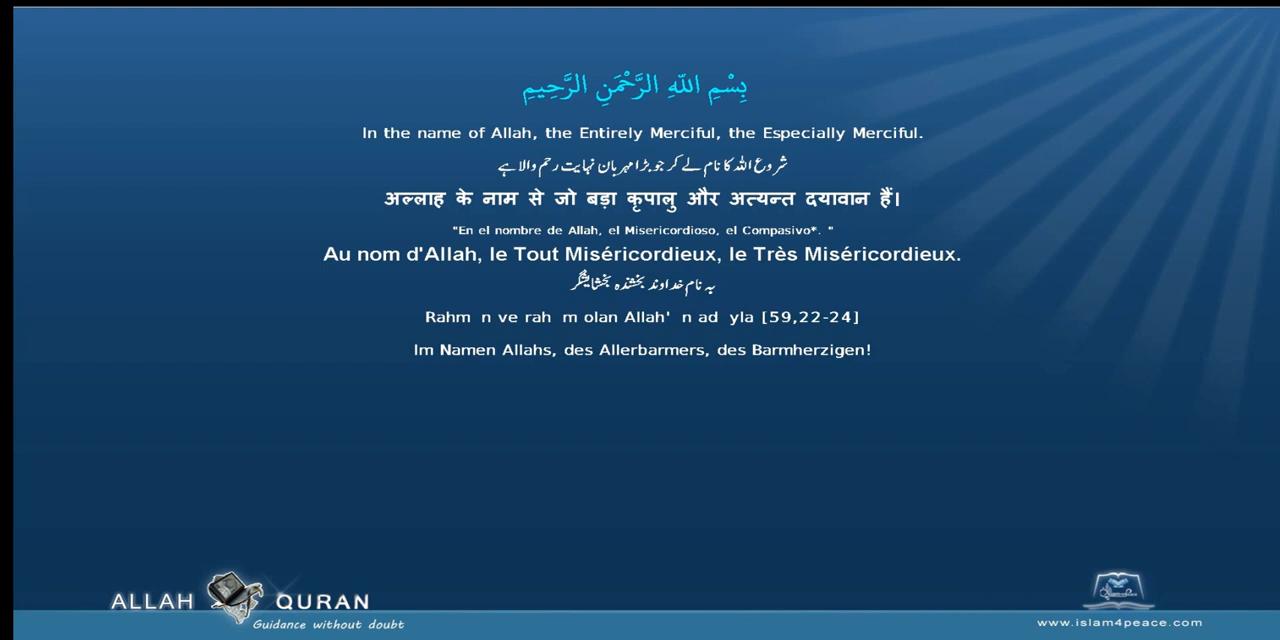 بِسْمِ اللّٰهِ الرَّحْمَنِ الرَّحِيمِ
In the name of Allah, the Entirely Merciful, the Especially Merciful.
شروع اللہ کا نام لے کر جو بڑا مہربان نہایت رحم والا ہے
अल्लाह के नाम से जो बड़ा कृपालु और अत्यन्त दयावान हैं।
"En el nombre de Allah, el Misericordioso, el Compasivo*. "
Au nom d'Allah, le Tout Miséricordieux, le Très Miséricordieux.
به نام خداوند بخشنده بخشایشگر
Rahm n ve rah m olan Allah' n ad yla [59,22-24]
Im Namen Allahs, des Allerbarmers, des Barmherzigen!
ALLAH QURAN
Guidance without doubt
www.islam4peace.com